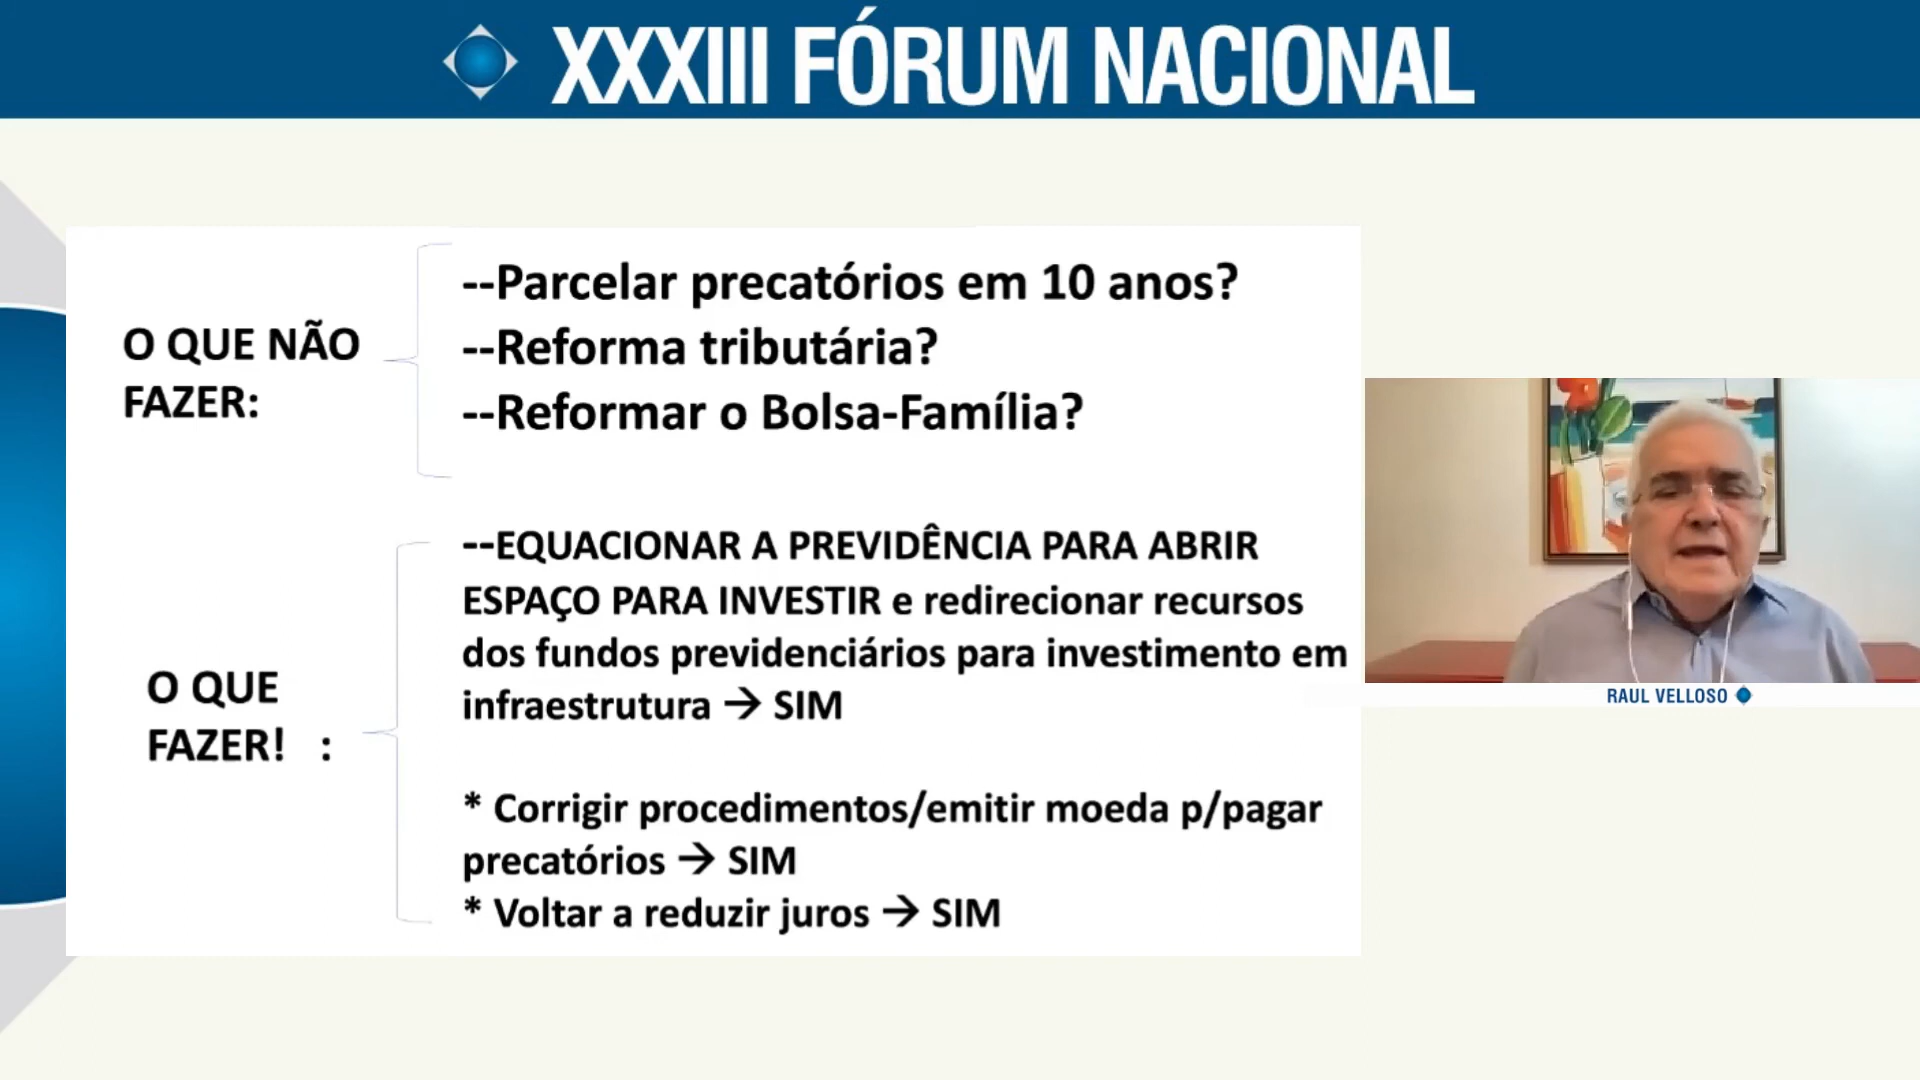 XXXIII FÓRUM NACIONAL
O QUE NÃO
FAZER:
--Parcelar precatórios em 10 anos?
--Reforma tributária?
--Reformar o Bolsa-Família?
O QUE
FAZER! :
--EQUACIONAR A PREVIDÊNCIA PARA ABRIR
ESPAÇO PARA INVESTIR e redirecionar recursos
dos fundos previdenciários para investimento em
infraestrutura → SIM
* Corrigir procedimentos/emitir moeda p/pagar
precatórios → SIM
* Voltar a reduzir juros → SIM
RAUL VELLOSO